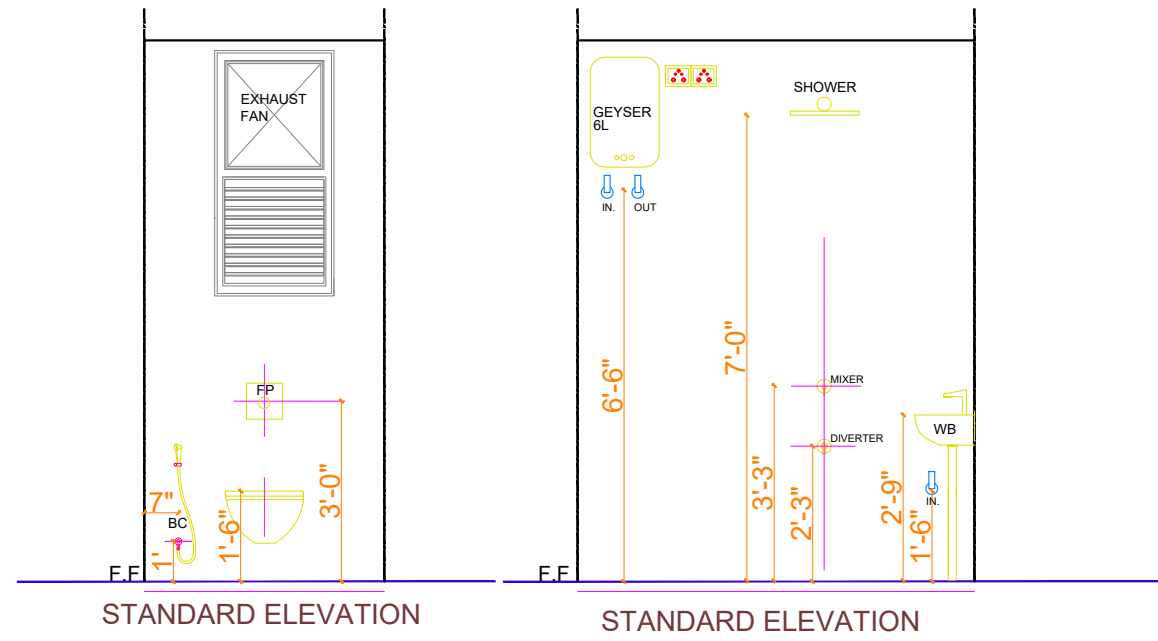 EXHAUST
FAN
FP
7"
BC
1'
1'-6"
3'-0"
F.F
STANDARD ELEVATION
GEYSER
6L
IN.
OUT
SHOWER
6'-6"
7'-0"
MIXER
DIVERTER
3'-3"
2'-3"
WB
IN.
2'-9"
1'-6"
F.F
STANDARD ELEVATION